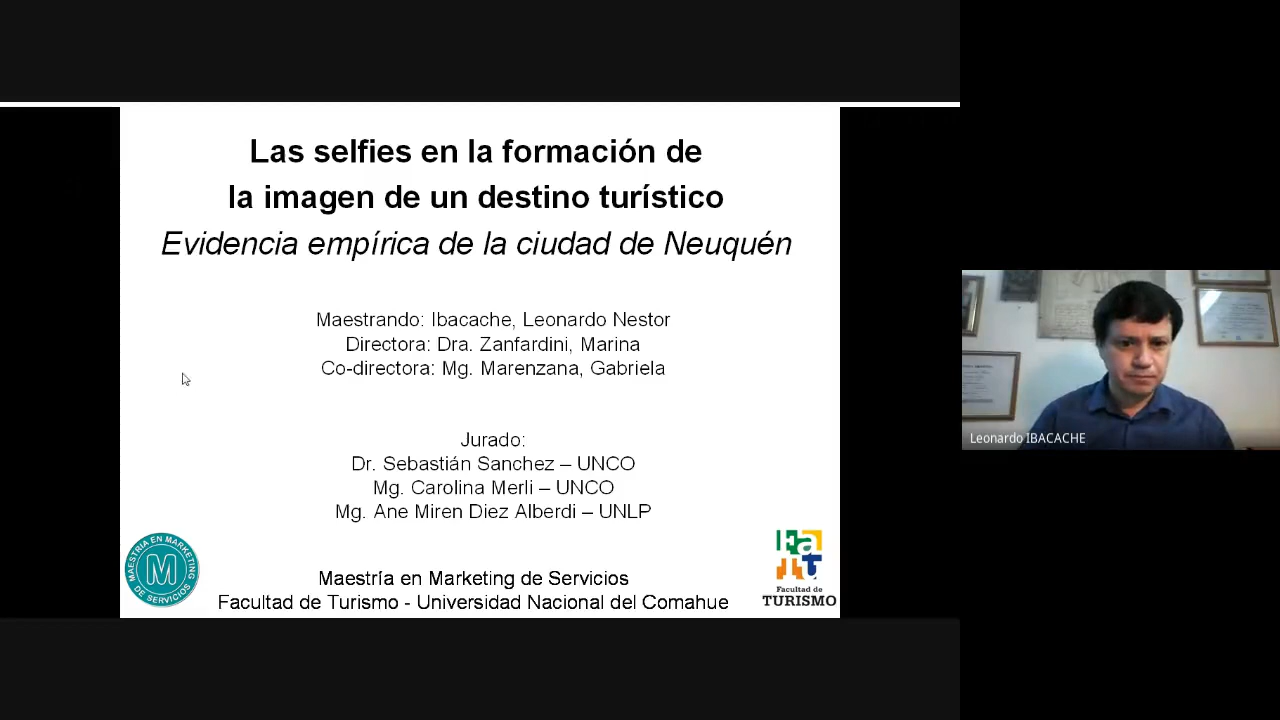 Las selfies en la formación de
la imagen de un destino turístico
Evidencia empírica de la ciudad de Neuquén
Maestrando: Ibacache, Leonardo Nestor
Directora: Dra. Zanfardini, Marina
Co-directora: Mg. Marenzana, Gabriela
Jurado:
Dr. Sebastián Sanchez – UNCO
Mg. Carolina Merli – UNCO
Mg. Ane Miren Diez Alberdi – UNLP
MAESTRIA EN MARKETING
DE SERVICIOS
M
Maestría en Marketing de Servicios
Facultad de Turismo - Universidad Nacional del Comahue
FaTu
Facultad de
TURISMO
Leonardo IBACACHE